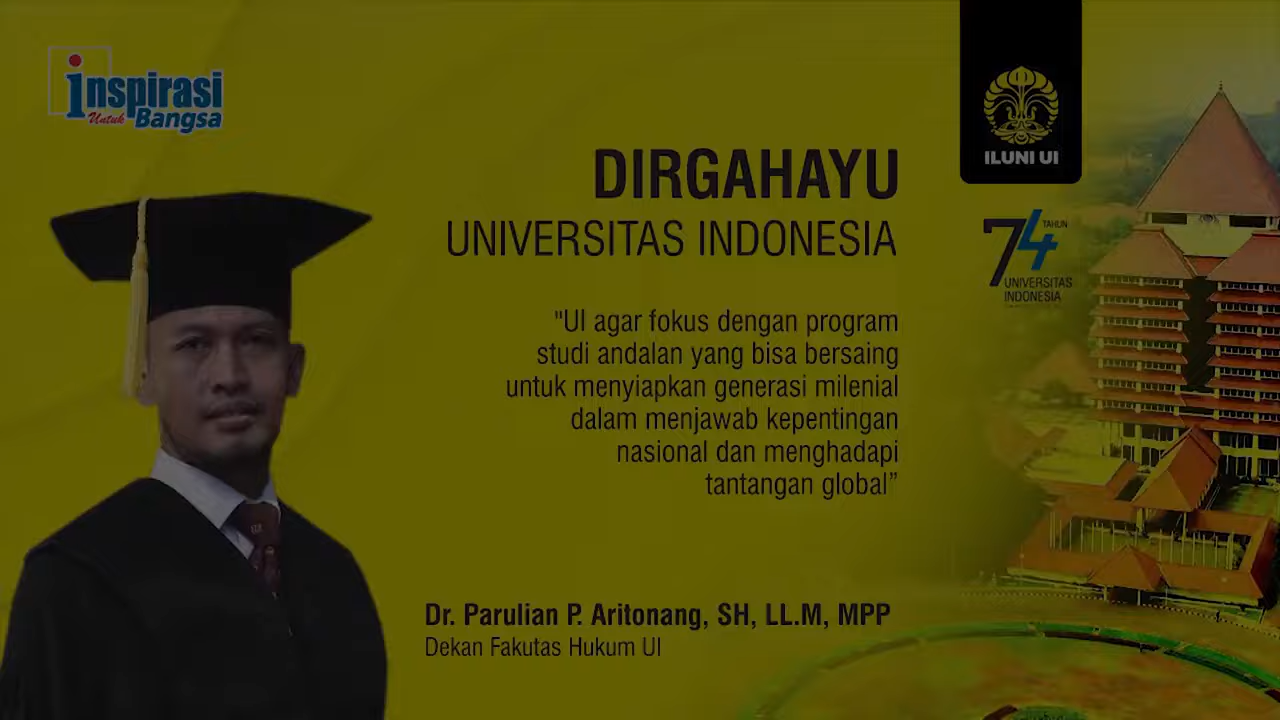 inspirasi
Untuk Bangsa
ILUNI UI
DIRGAHAYU
UNIVERSITAS INDONESIA
74 TAHUN
UNIVERSITAS
INDONESIA
"UI agar fokus dengan program
studi andalan yang bisa bersaing
untuk menyiapkan generasi milenial
dalam menjawab kepentingan
nasional dan menghadapi
tantangan global”
Dr. Parulian P. Aritonang, SH, LL.M, MPP
Dekan Fakutas Hukum UI